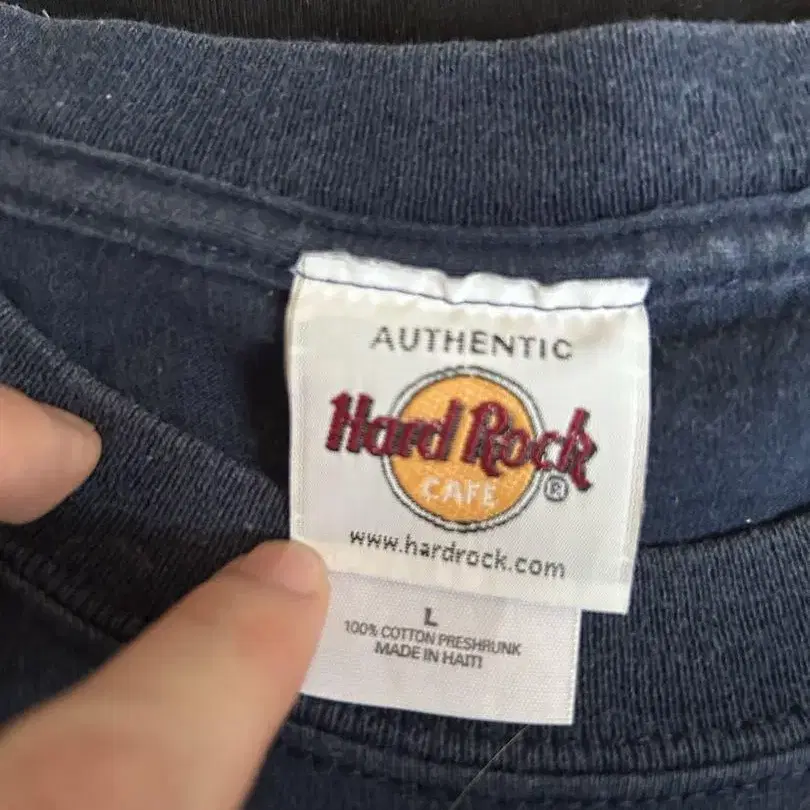 AUTHENTIC
Hard Rock
CAFE
®
www.hardrock.com
L
100% COTTON PRESHRUNK
MADE IN HAITI